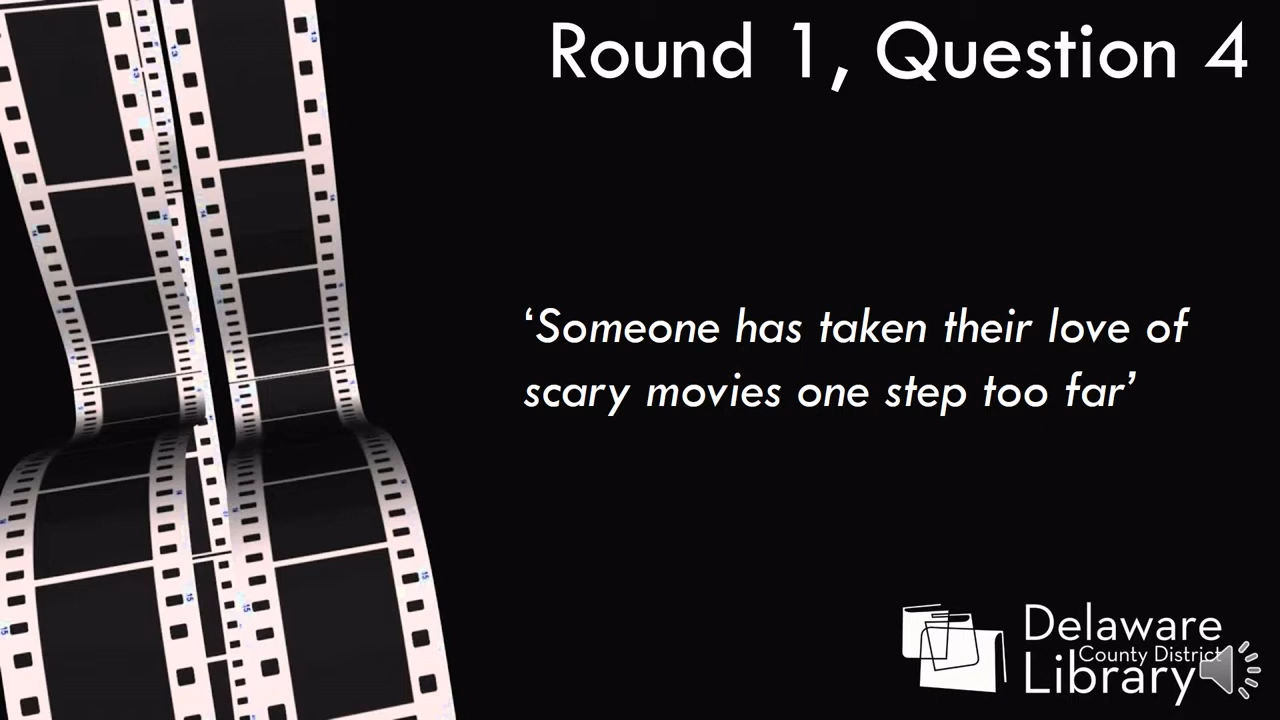 Round 1, Question 4
‘Someone has taken their love of
scary movies one step too far’
Delaware
County District
Library